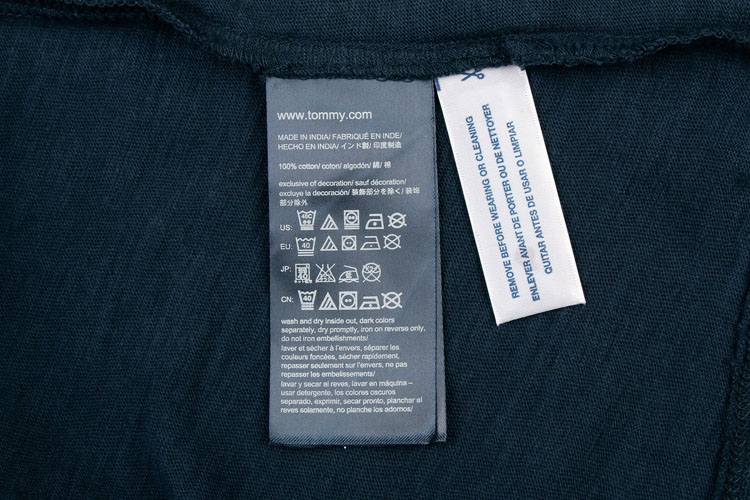 www.tommy.com
MADE IN INDIA/ FABRIQUÉ EN INDE/
HECHO EN INDIA/ インド製/ 印度制造
100% cotton/ coton/ algodón/ 綿/ 棉
exclusive of decoration/ sauf décoration/
excluye la decoración/ 装飾部分を除く/ 装饰
部分除外
US: 40C
EU: 40
JP: 40
CN: 40
wash and dry inside out, dark colors
separately, dry promptly, iron on reverse only,
do not iron embellishments/
laver et sécher à l'envers, séparer les
couleurs foncées, sécher rapidement,
repasser seulement sur l'envers, ne pas
repasser les embelissements/
lavar y secar al reves, lavar en máquina –
usar detergente, los colores oscuros
separado, exprimir, secar pronto, planchar al
reves solamente, no planche los adornos/
REMOVE BEFORE WEARING OR CLEANING
ENLEVER AVANT DE PORTER OU DE NETTOYER
QUITAR ANTES DE USAR O LIMPIAR